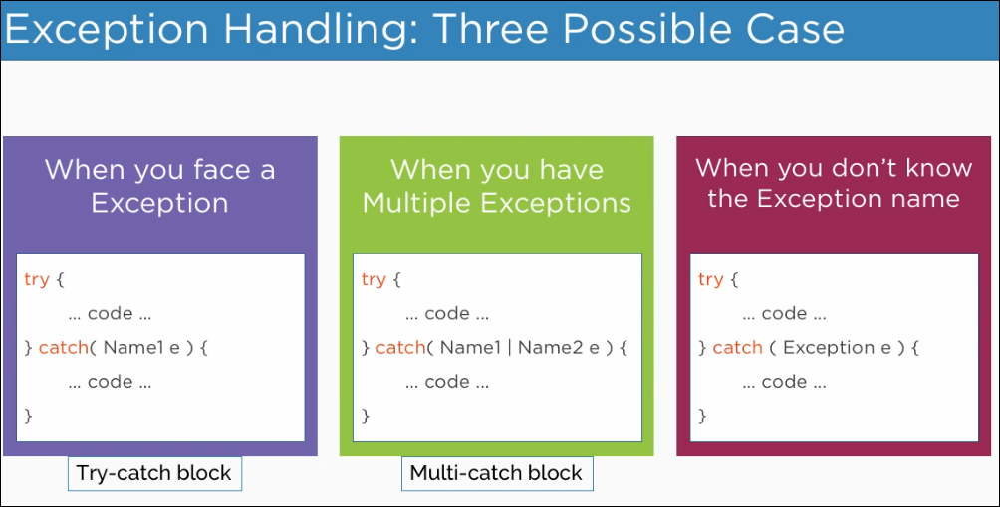 Exception Handling: Three Possible Case
When you face a
Exception
try {
... code ...
} catch( Name1 e ) {
... code ...
}
Try-catch block
When you have
Multiple Exceptions
try {
... code ...
} catch( Name1 | Name2 e ) {
... code ...
}
Multi-catch block
When you don't know
the Exception name
try {
... code ...
} catch ( Exception e ) {
... code ...
}